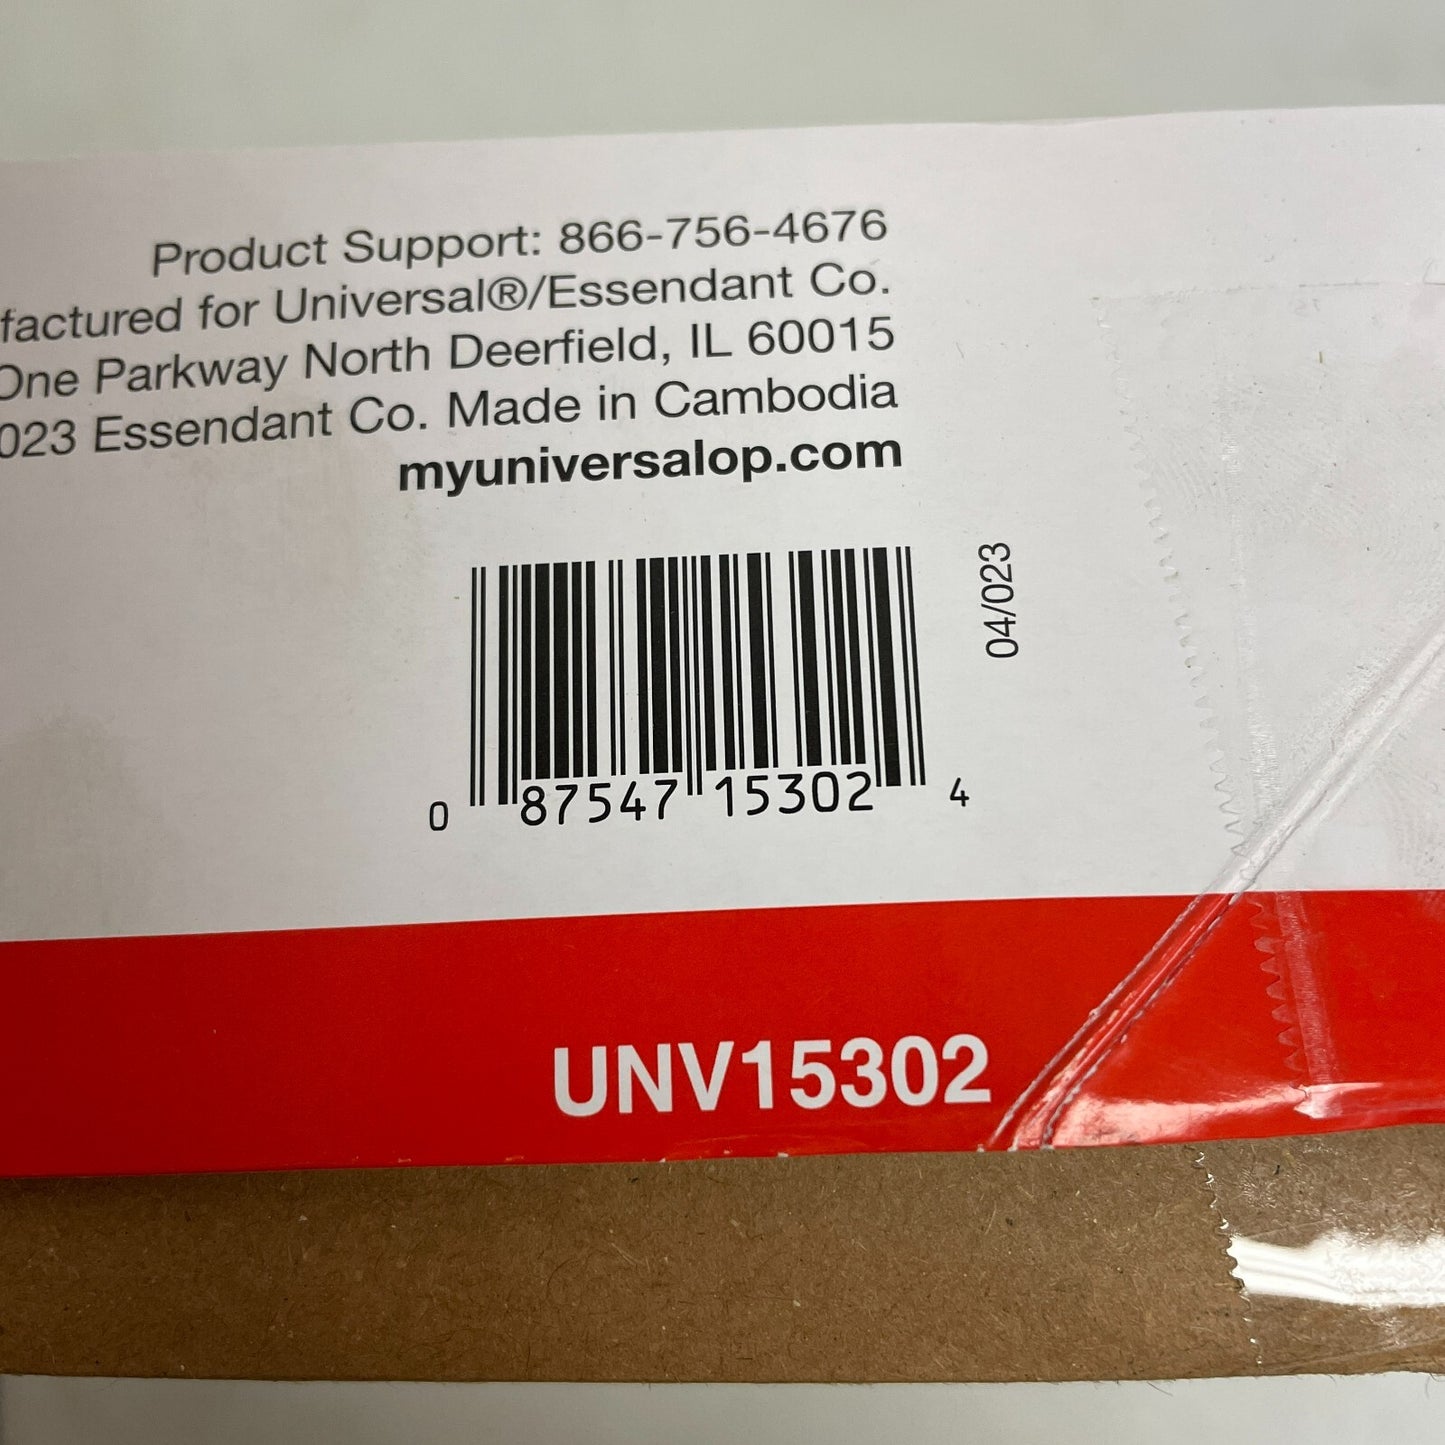 Product Support: 866-756-4676
factured for Universal®/Essendant Co.
One Parkway North Deerfield, IL 60015
023 Essendant Co. Made in Cambodia
myuniversalop.com
04/023
0 87547 15302 4
UNV15302